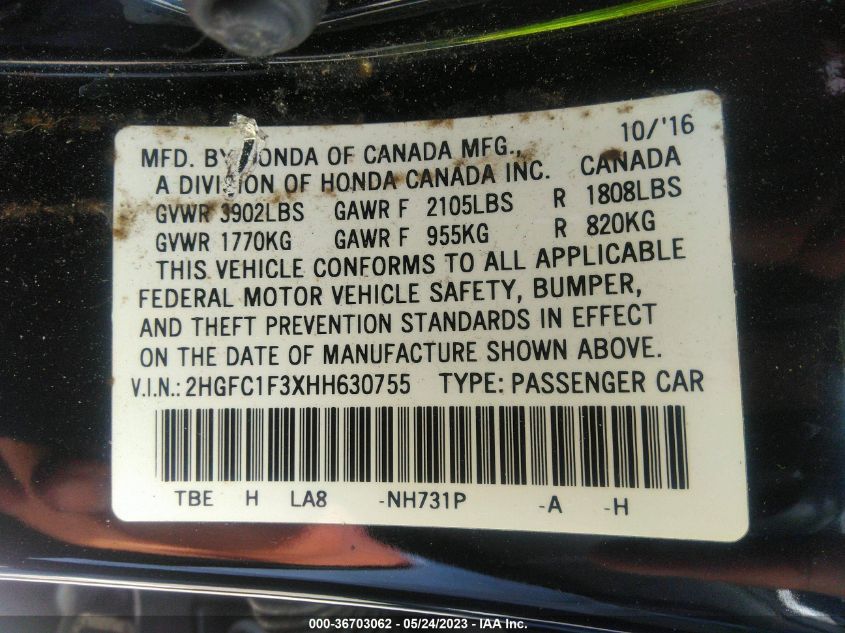 10/'16
MFD. BY HONDA OF CANADA MFG.,
A DIVISION OF HONDA CANADA INC. CANADA
GVWR 3902LBS GAWR F 2105LBS R 1808LBS
GVWR 1770KG GAWR F 955KG R 820KG
THIS VEHICLE CONFORMS TO ALL APPLICABLE
FEDERAL MOTOR VEHICLE SAFETY, BUMPER,
AND THEFT PREVENTION STANDARDS IN EFFECT
ON THE DATE OF MANUFACTURE SHOWN ABOVE.
V.I.N.: 2HGFC1F3XHH630755 TYPE: PASSENGER CAR
TBE H LA8 -NH731P -A -H
000-36703062 - 05/24/2023 - IAA Inc.